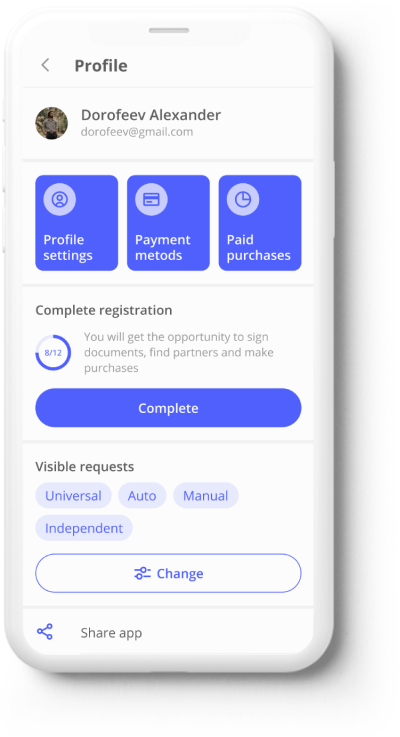 Profile
Dorofeev Alexander
dorofeev@gmail.com
Profile
settings
Payment
metods
Paid
purchases
Complete registration
8/12
You will get the opportunity to sign
documents, find partners and make
purchases
Complete
Visible requests
Universal
Auto
Manual
Independent
Change
Share app